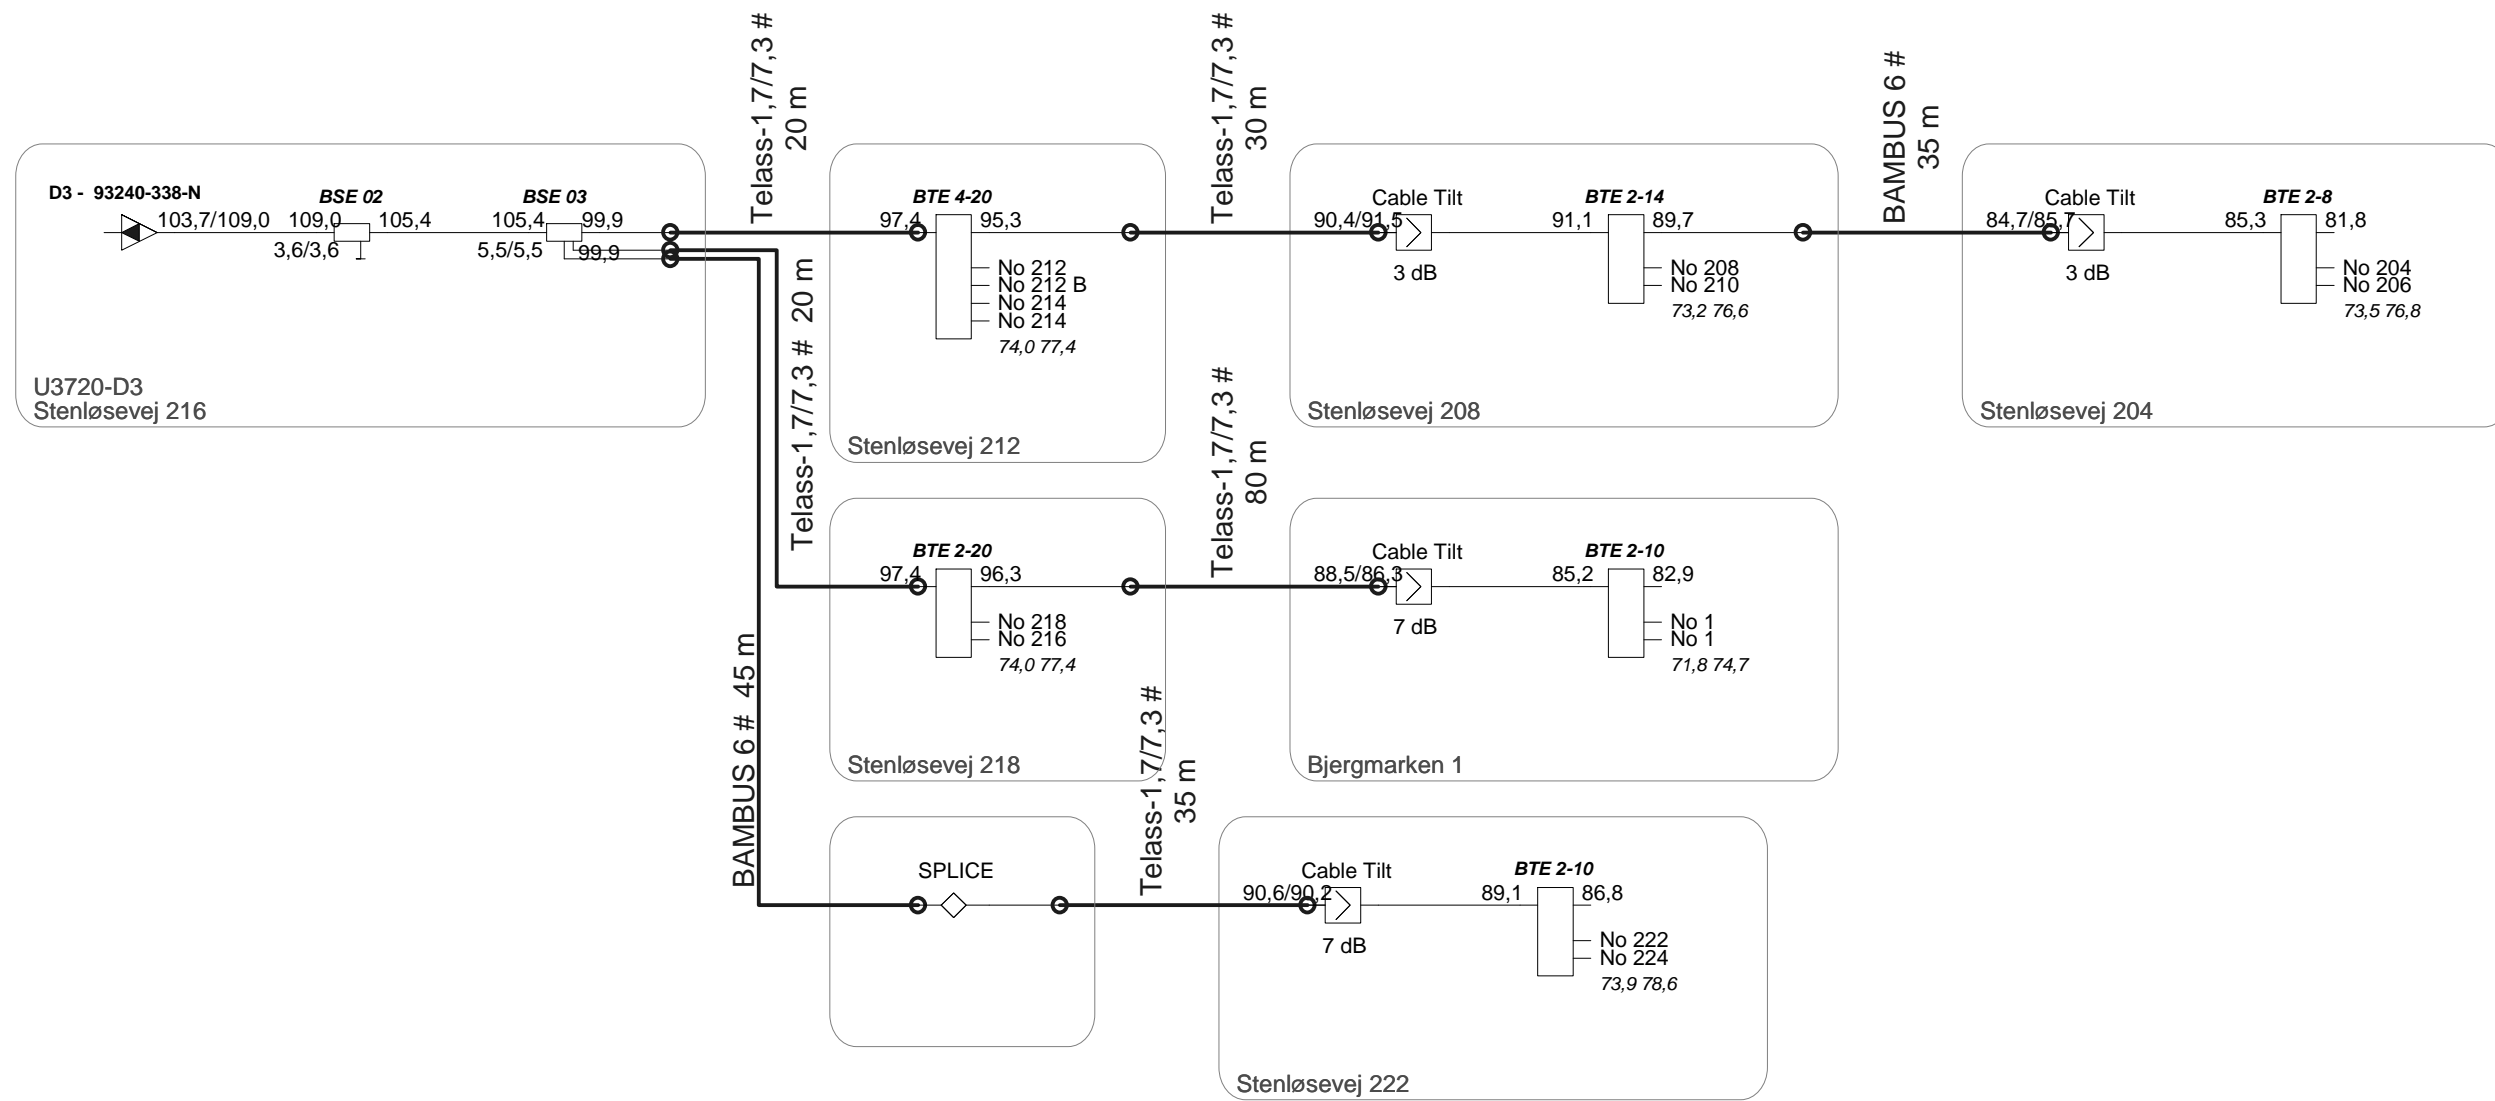 Telass-1,7/7,3 #
20 m
Telass-1,7/7,3 #
30 m
BAMBUS 6 #
35 m
D3 -  93240-338-N
103,7/109,0
BSE 02
109,0
105,4
3,6/3,6
BSE 03
105,4
99,9
5,5/5,5
99,9
U3720-D3
Stenløsevej 216
BTE 4-20
97,4
95,3
No 212
No 212 B
No 214
No 214
74,0 77,4
Stenløsevej 212
Cable Tilt
90,4/91,5
3 dB
BTE 2-14
91,1
89,7
No 208
No 210
73,2 76,6
Stenløsevej 208
Cable Tilt
84,7/85,7
3 dB
BTE 2-8
85,3
81,8
No 204
No 206
73,5 76,8
Stenløsevej 204
Telass-1,7/7,3 #  20 m
Telass-1,7/7,3 #
80 m
BTE 2-20
97,4
96,3
No 218
No 216
74,0 77,4
Stenløsevej 218
Cable Tilt
88,5/86,3
7 dB
BTE 2-10
85,2
82,9
No 1
No 1
71,8 74,7
Bjergmarken 1
BAMBUS 6 #  45 m
Telass-1,7/7,3 #
35 m
SPLICE
Cable Tilt
90,6/90,2
7 dB
BTE 2-10
89,1
86,8
No 222
No 224
73,9 78,6
Stenløsevej 222